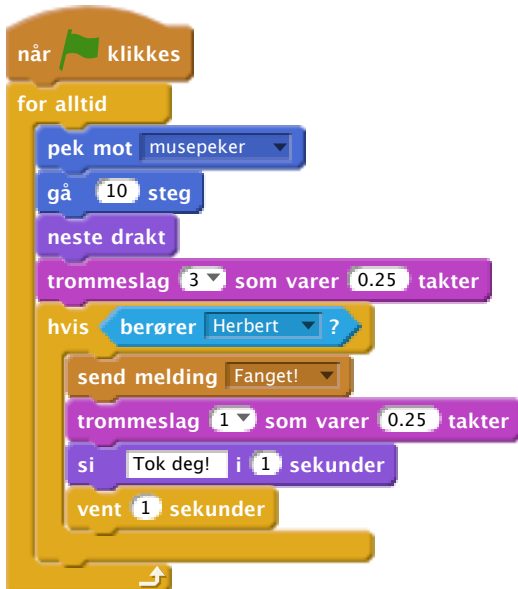 når klikkes
for alltid
pek mot musepeker
gå 10 steg
neste drakt
trommeslag 3 som varer 0.25 takter
hvis berører Herbert ?
send melding Fanget!
trommeslag 1 som varer 0.25 takter
si Tok deg! i 1 sekunder
vent 1 sekunder